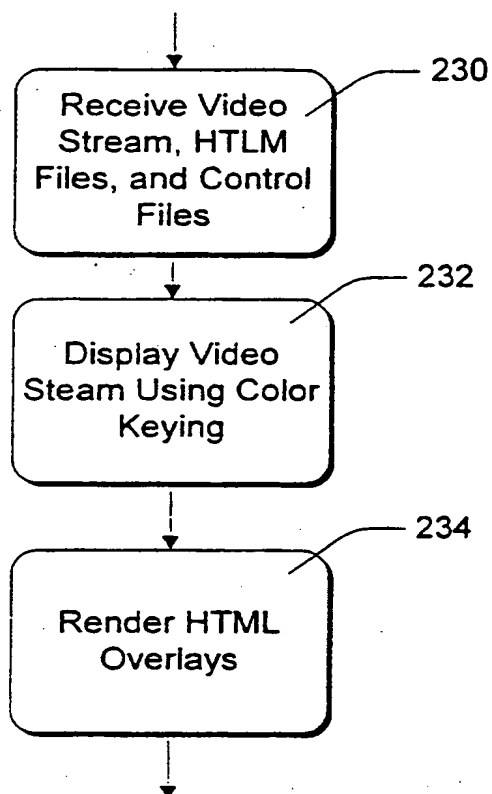 230
Receive Video
Stream, HTLM
Files, and Control
Files
232
Display Video
Steam Using Color
Keying
234
Render HTML
Overlays